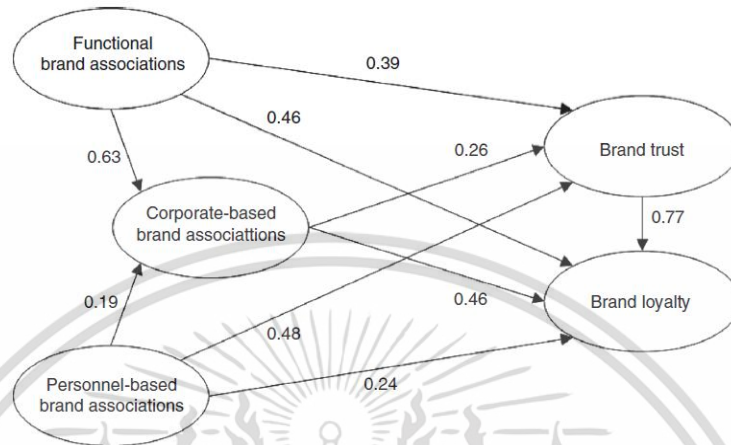 Functional
brand associations
0.39
0.46
0.63
0.26
Brand trust
Corporate-based
brand associattions
0.77
0.19
0.46
Brand loyalty
0.48
Personnel-based
brand associations
0.24